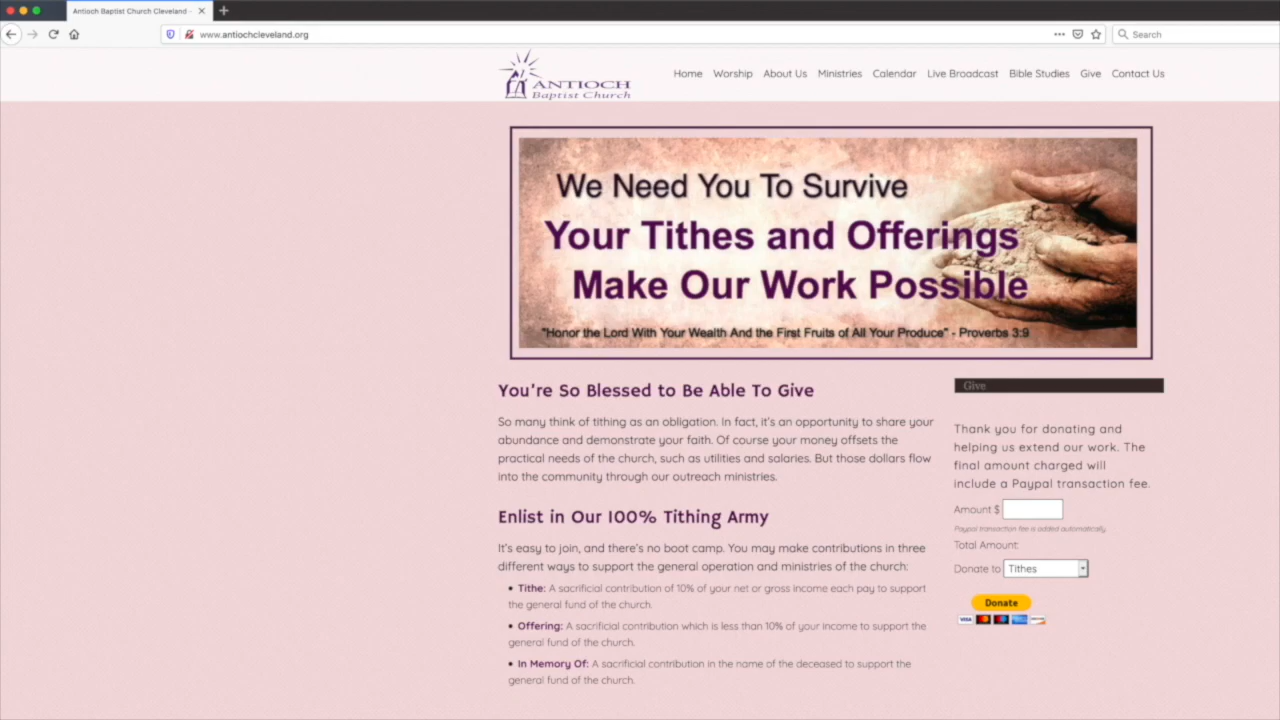 Antioch Baptist Church Cleveland -
www.antiochcleveland.org
Search
ANTIOCH
Baptist Church
Home Worship About Us Ministries Calendar Live Broadcast Bible Studies Give Contact Us
We Need You To Survive
Your Tithes and Offerings
Make Our Work Possible
"Honor the Lord With Your Wealth And the First Fruits of All Your Produce" - Proverbs 3:9
You're So Blessed to Be Able To Give
So many think of tithing as an obligation. In fact, it's an opportunity to share your
abundance and demonstrate your faith. Of course your money offsets the
practical needs of the church, such as utilities and salaries. But those dollars flow
into the community through our outreach ministries.
Enlist in Our 100% Tithing Army
It's easy to join, and there's no boot camp. You may make contributions in three
different ways to support the general operation and ministries of the church:
• Tithe: A sacrificial contribution of 10% of your net or gross income each pay to support
the general fund of the church.
• Offering: A sacrificial contribution which is less than 10% of your income to support the
general fund of the church.
• In Memory Of: A sacrificial contribution in the name of the deceased to support the
general fund of the church.
Give
Thank you for donating and
helping us extend our work. The
final amount charged will
include a Paypal transaction fee.
Amount $
Paypal transaction fee is added automatically.
Total Amount:
Donate to Tithes
Donate
VISA